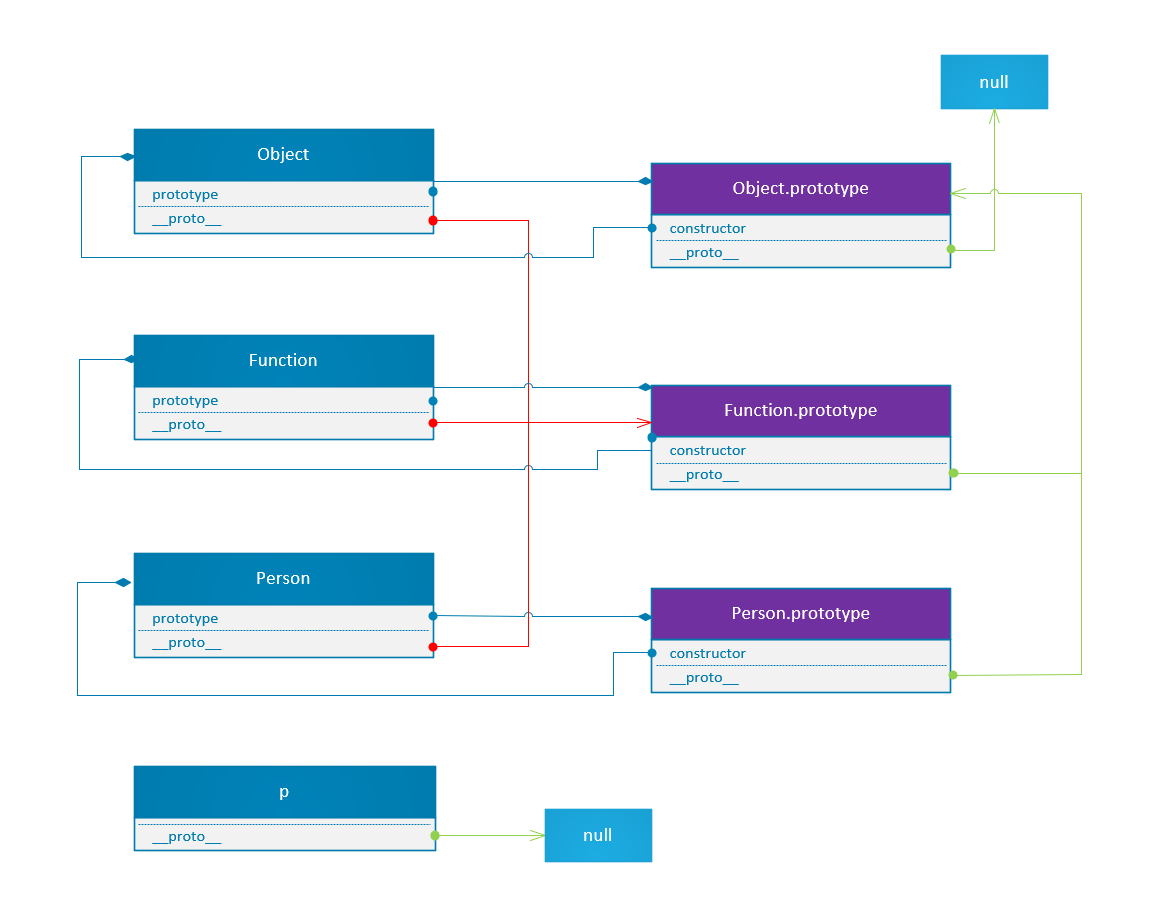 null
Object
prototype
__proto__
Object.prototype
constructor
__proto__
Function
prototype
__proto__
Function.prototype
constructor
__proto__
Person
prototype
__proto__
Person.prototype
constructor
__proto__
p
__proto__
null